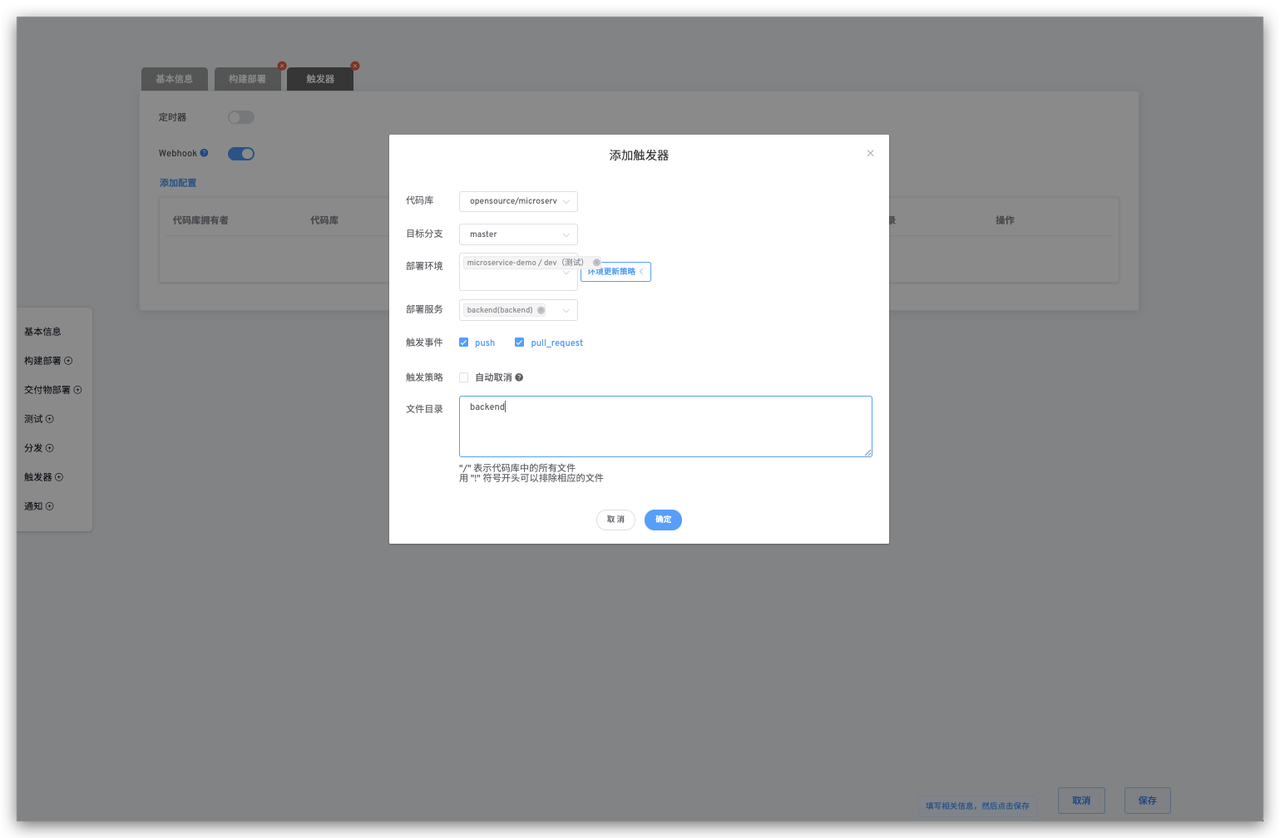 基本信息
构建部署
触发器
定时器
Webhook
添加配置
代码库拥有者
代码库
录
操作
基本信息
构建部署
交付物部署
测试
分发
触发器
通知
添加触发器
代码库
opensource/microserv
目标分支
master
部署环境
microservice-demo / dev（测试）
环境更新策略
部署服务
backend(backend)
触发事件
push
pull_request
触发策略
自动取消
文件目录
backend
"/" 表示代码库中的所有文件
用 "!" 符号开头可以排除相应的文件
取消
确定
填写相关信息，然后点击保存
取消
保存